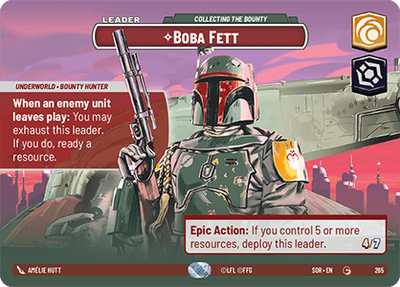 LEADER
COLLECTING THE BOUNTY
BOBA FETT
UNDERWORLD • BOUNTY HUNTER
When an enemy unit
leaves play: You may
exhaust this leader.
If you do, ready a
resource.
Epic Action: If you control 5 or more
resources, deploy this leader.
4/7
AMÉLIE HUTT
©LFL ©FFG
SOR • EN
265